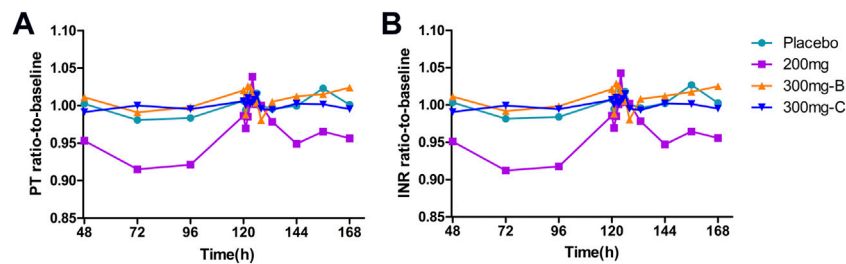 A
PT ratio-to-baseline
1.10
1.05
1.00
0.95
0.90
0.85
48 72 96 120 144 168
Time(h)
B
INR ratio-to-baseline
1.10
1.05
1.00
0.95
0.90
0.85
48 72 96 120 144 168
Time(h)
Placebo
200mg
300mg-B
300mg-C